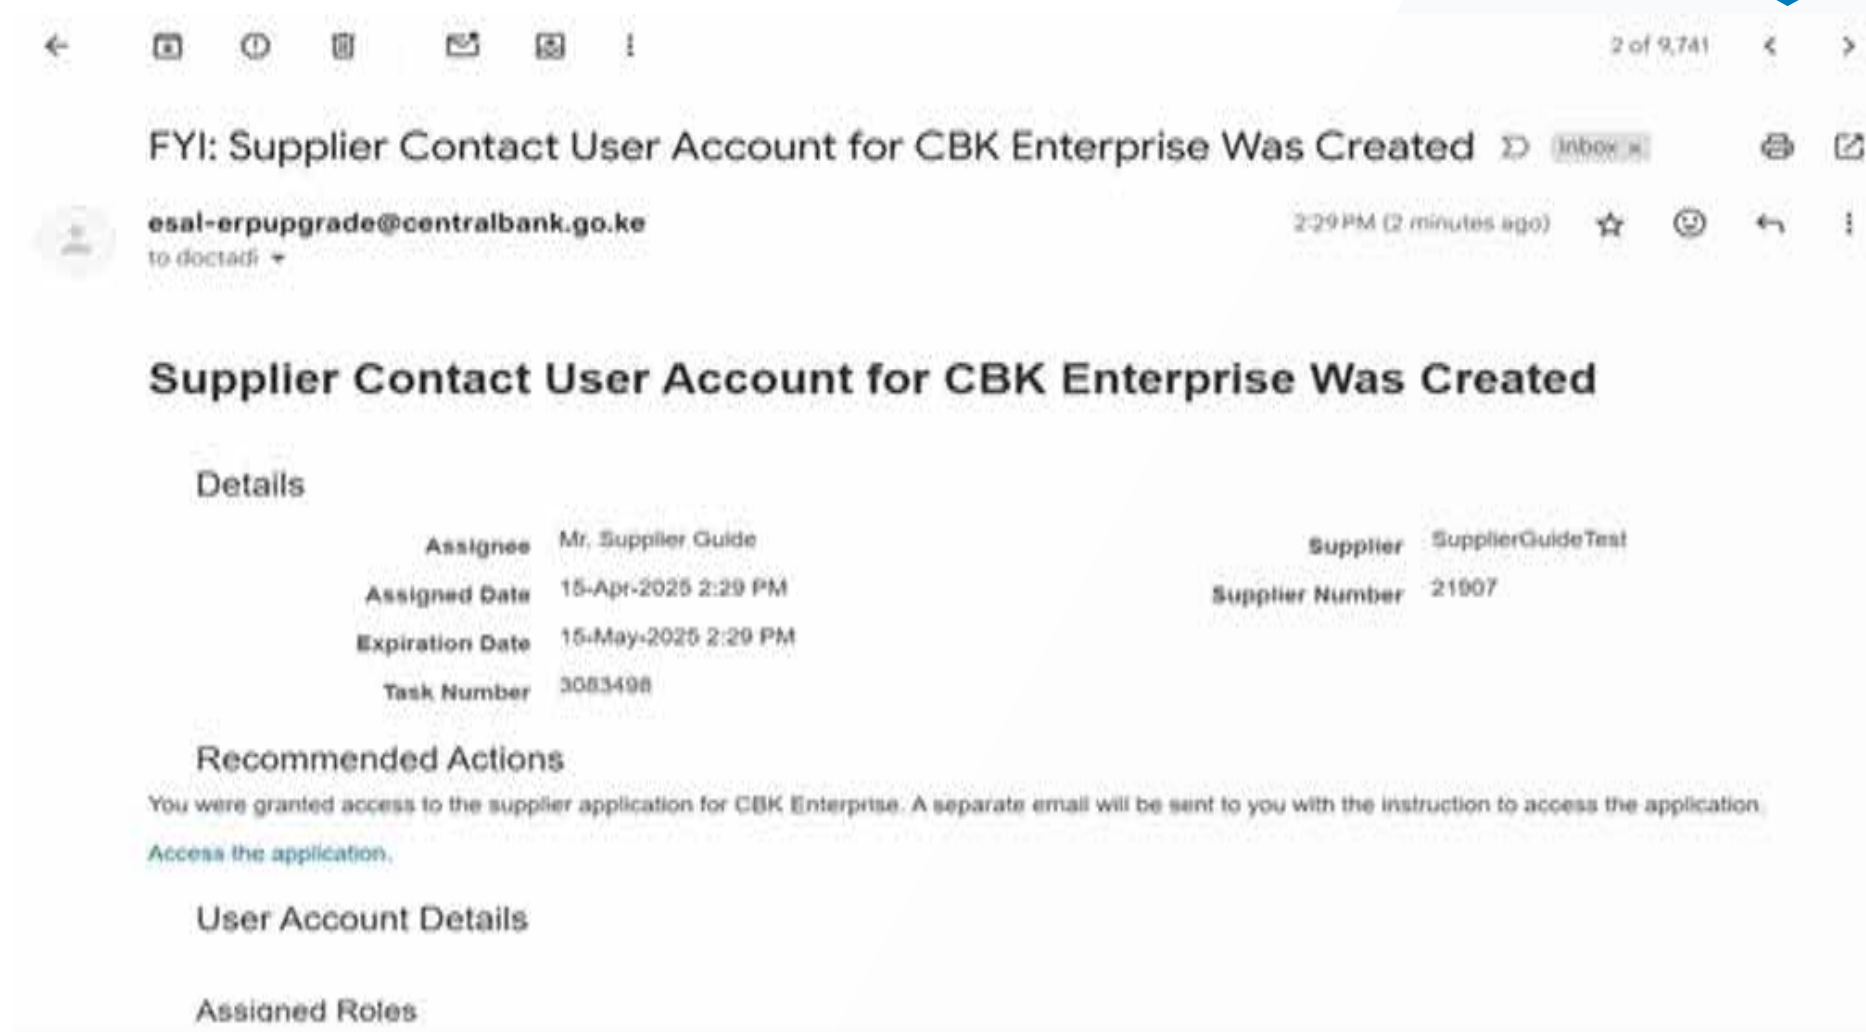 2 of 9,741
FYI: Supplier Contact User Account for CBK Enterprise Was Created Inbox ×
esal-erpupgrade@centralbank.go.ke 2:29 PM (2 minutes ago)
to doctadi
Supplier Contact User Account for CBK Enterprise Was Created
Details
Assignee Mr. Supplier Guide Supplier SupplierGuideTest
Assigned Date 15-Apr-2025 2:29 PM Supplier Number 21907
Expiration Date 15-May-2025 2:29 PM
Task Number 3083498
Recommended Actions
You were granted access to the supplier application for CBK Enterprise. A separate email will be sent to you with the instruction to access the application.
Access the application.
User Account Details
Assigned Roles